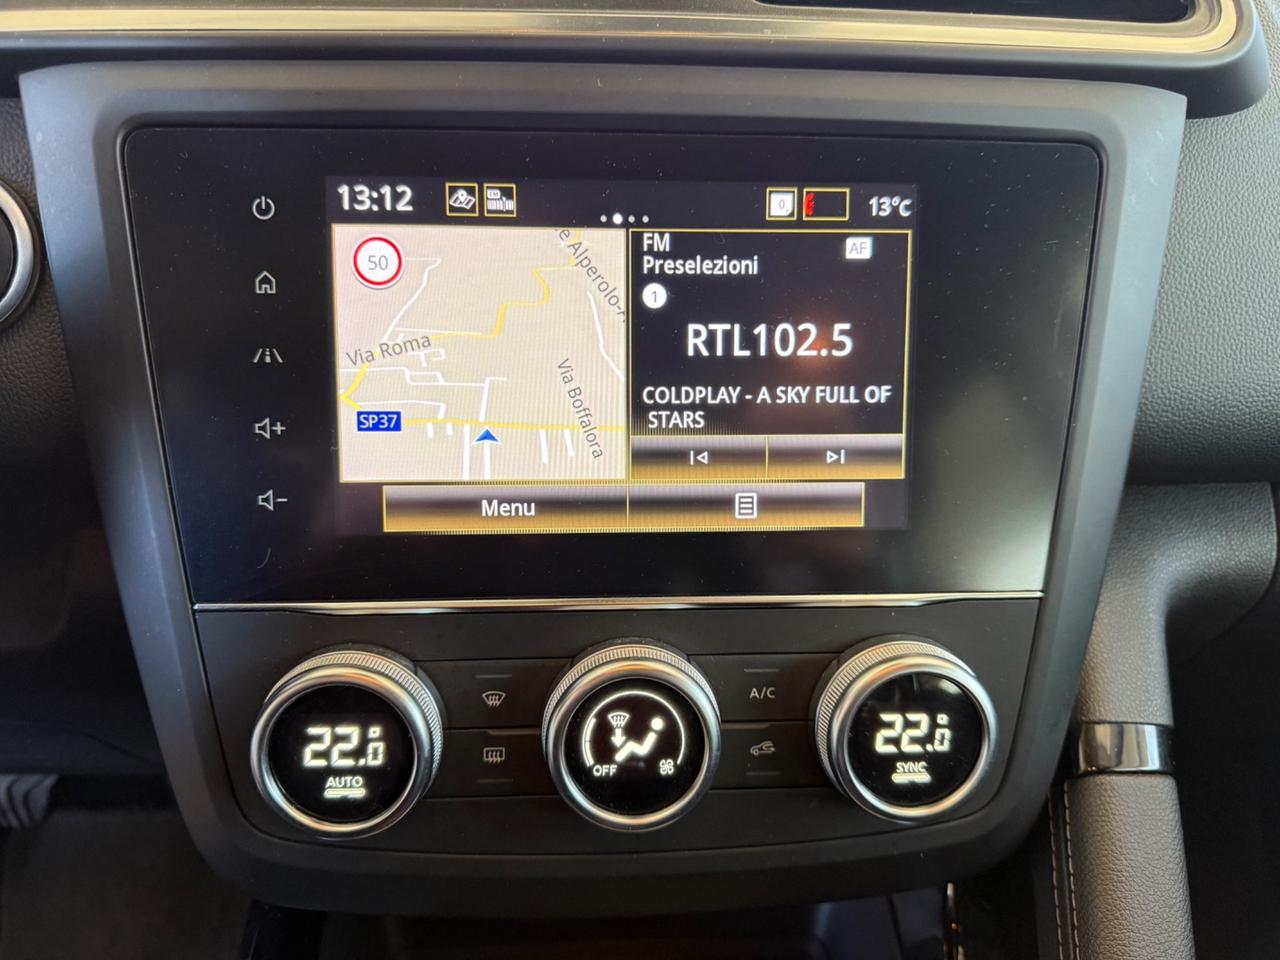 13:12
0
13°C
50
FM
Preselezioni
AF
1
RTL102.5
COLDPLAY - A SKY FULL OF
STARS
Via Roma
Via Boffalora
SP37
Menu
A/C
22.0
AUTO
OFF
22.0
SYNC